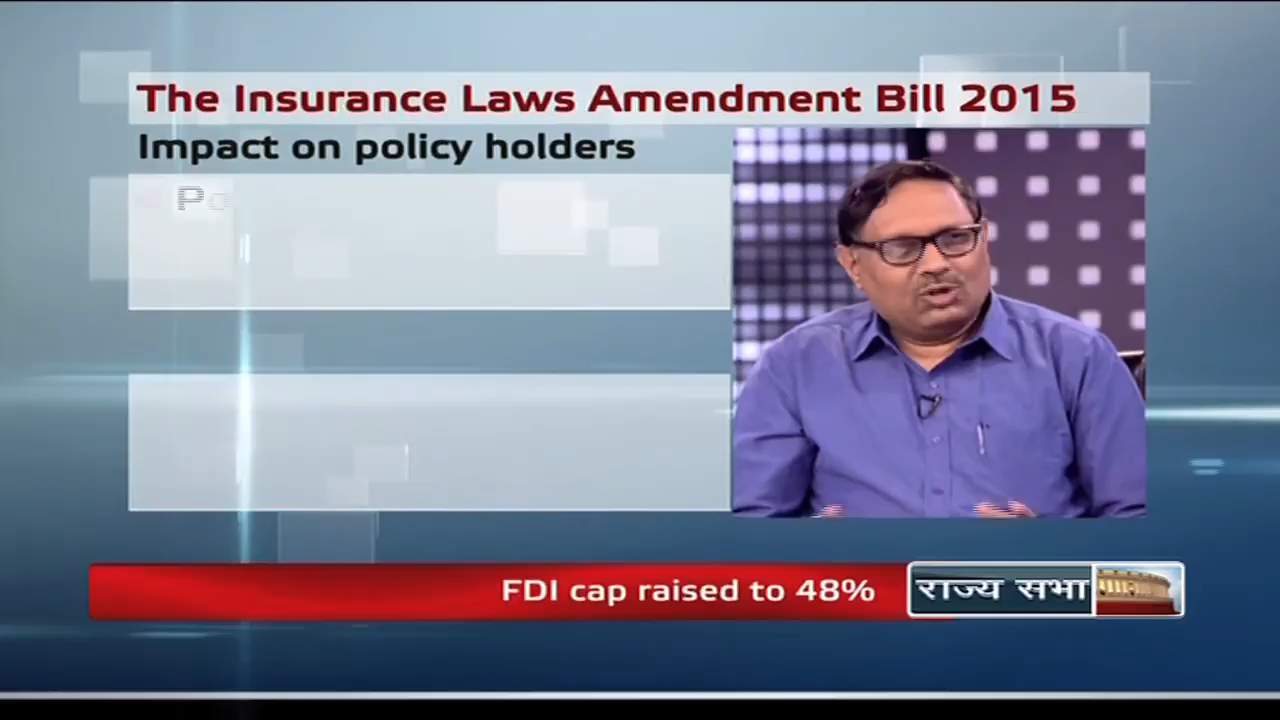 The Insurance Laws Amendment Bill 2015
Impact on policy holders
FDI cap raised to 48%
राज्य सभा